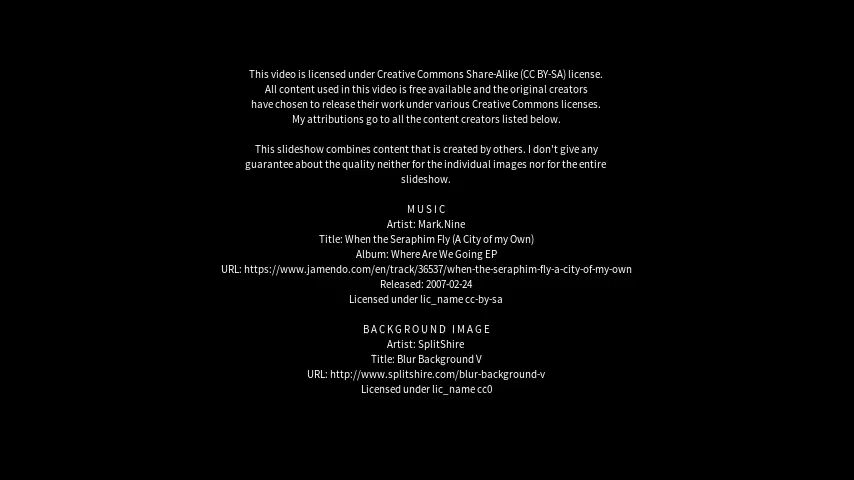 This video is licensed under Creative Commons Share-Alike (CC BY-SA) license.
All content used in this video is free available and the original creators
have chosen to release their work under various Creative Commons licenses.
My attributions go to all the content creators listed below.
This slideshow combines content that is created by others. I don't give any
guarantee about the quality neither for the individual images nor for the entire
slideshow.
M U S I C
Artist: Mark.Nine
Title: When the Seraphim Fly (A City of my Own)
Album: Where Are We Going EP
URL: https://www.jamendo.com/en/track/36537/when-the-seraphim-fly-a-city-of-my-own
Released: 2007-02-24
Licensed under lic_name cc-by-sa
B A C K G R O U N D   I M A G E
Artist: SplitShire
Title: Blur Background V
URL: http://www.splitshire.com/blur-background-v
Licensed under lic_name cc0